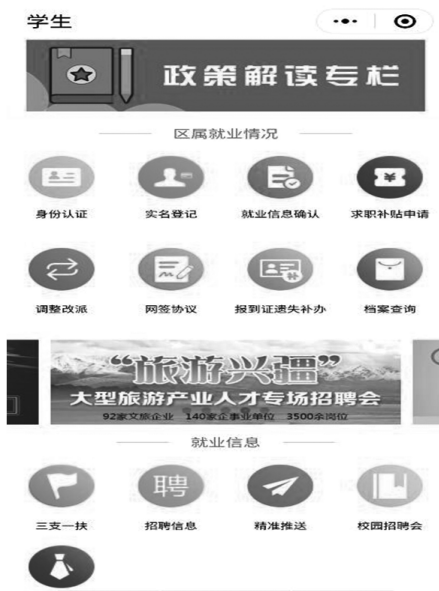 学生
政策解读专栏
区属就业情况
身份认证 实名登记 就业信息确认 求职补贴申请
调整改派 网签协议 报到证遗失补办 档案查询
“旅游兴疆”
大型旅游产业人才专场招聘会
92家文旅企业 140家企事业单位 3500余岗位
就业信息
聘
三支一扶 招聘信息 精准推送 校园招聘会